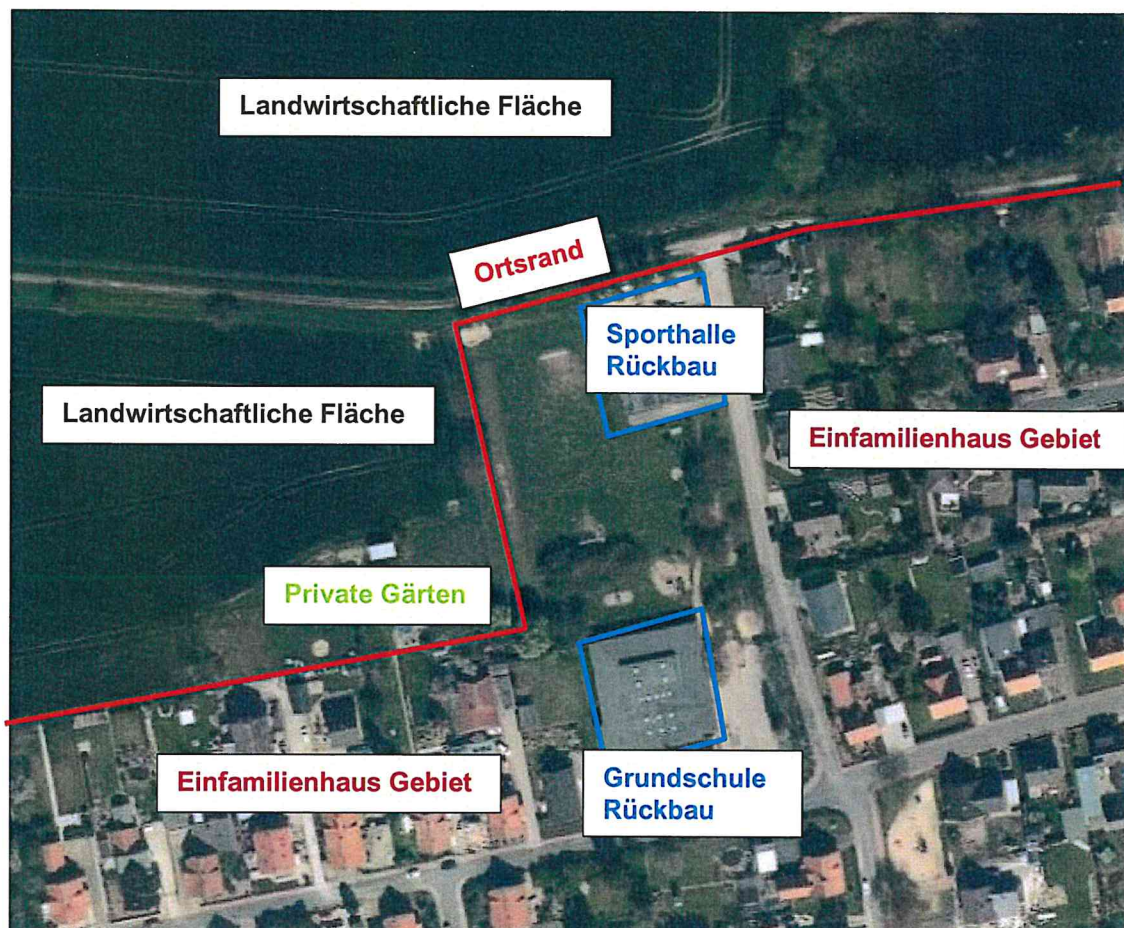 Landwirtschaftliche Fläche
Ortsrand
Sporthalle
Rückbau
Landwirtschaftliche Fläche
Einfamilienhaus Gebiet
Private Gärten
Einfamilienhaus Gebiet
Grundschule
Rückbau